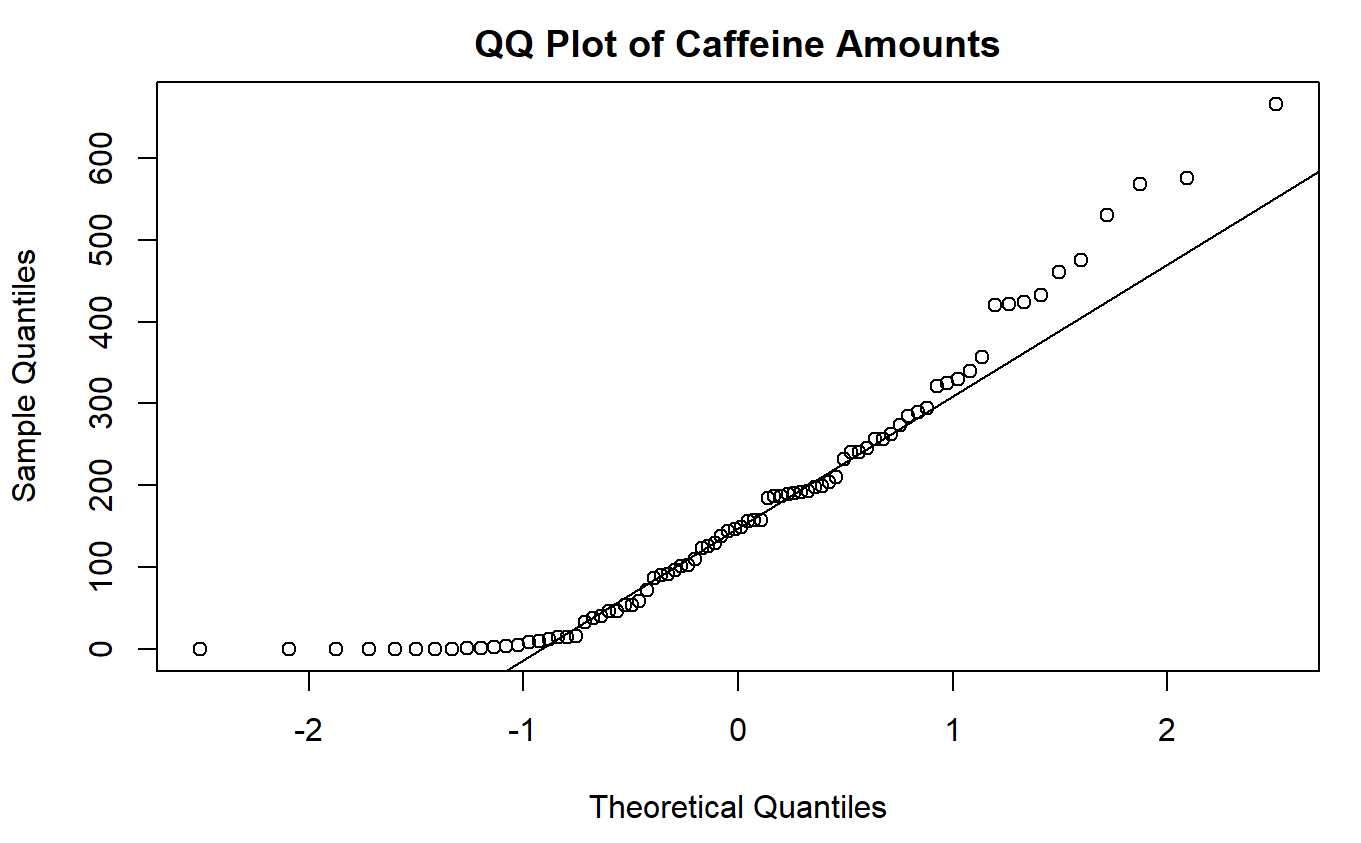 QQ Plot of Caffeine Amounts
Sample Quantiles
600
500
400
300
200
100
0
-2 -1 0 1 2
Theoretical Quantiles